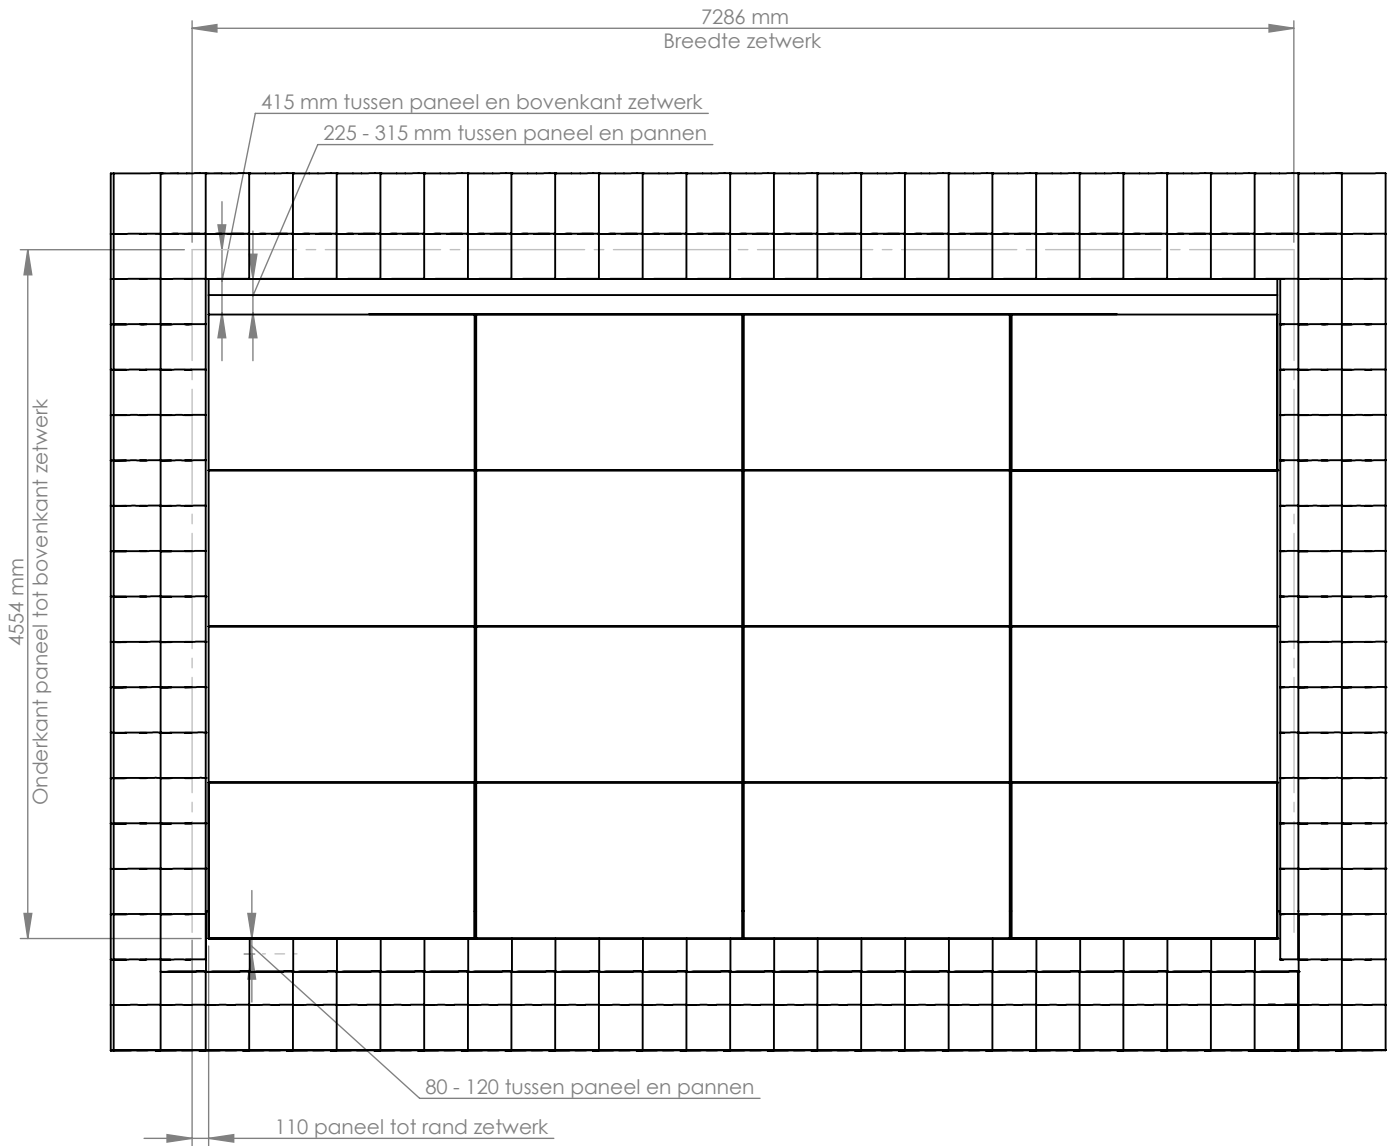 7286 mm
Breedte zetwerk
415 mm tussen paneel en bovenkant zetwerk
225 - 315 mm tussen paneel en pannen
4554 mm
Onderkant paneel tot bovenkant zetwerk
80 - 120 tussen paneel en pannen
110 paneel tot rand zetwerk